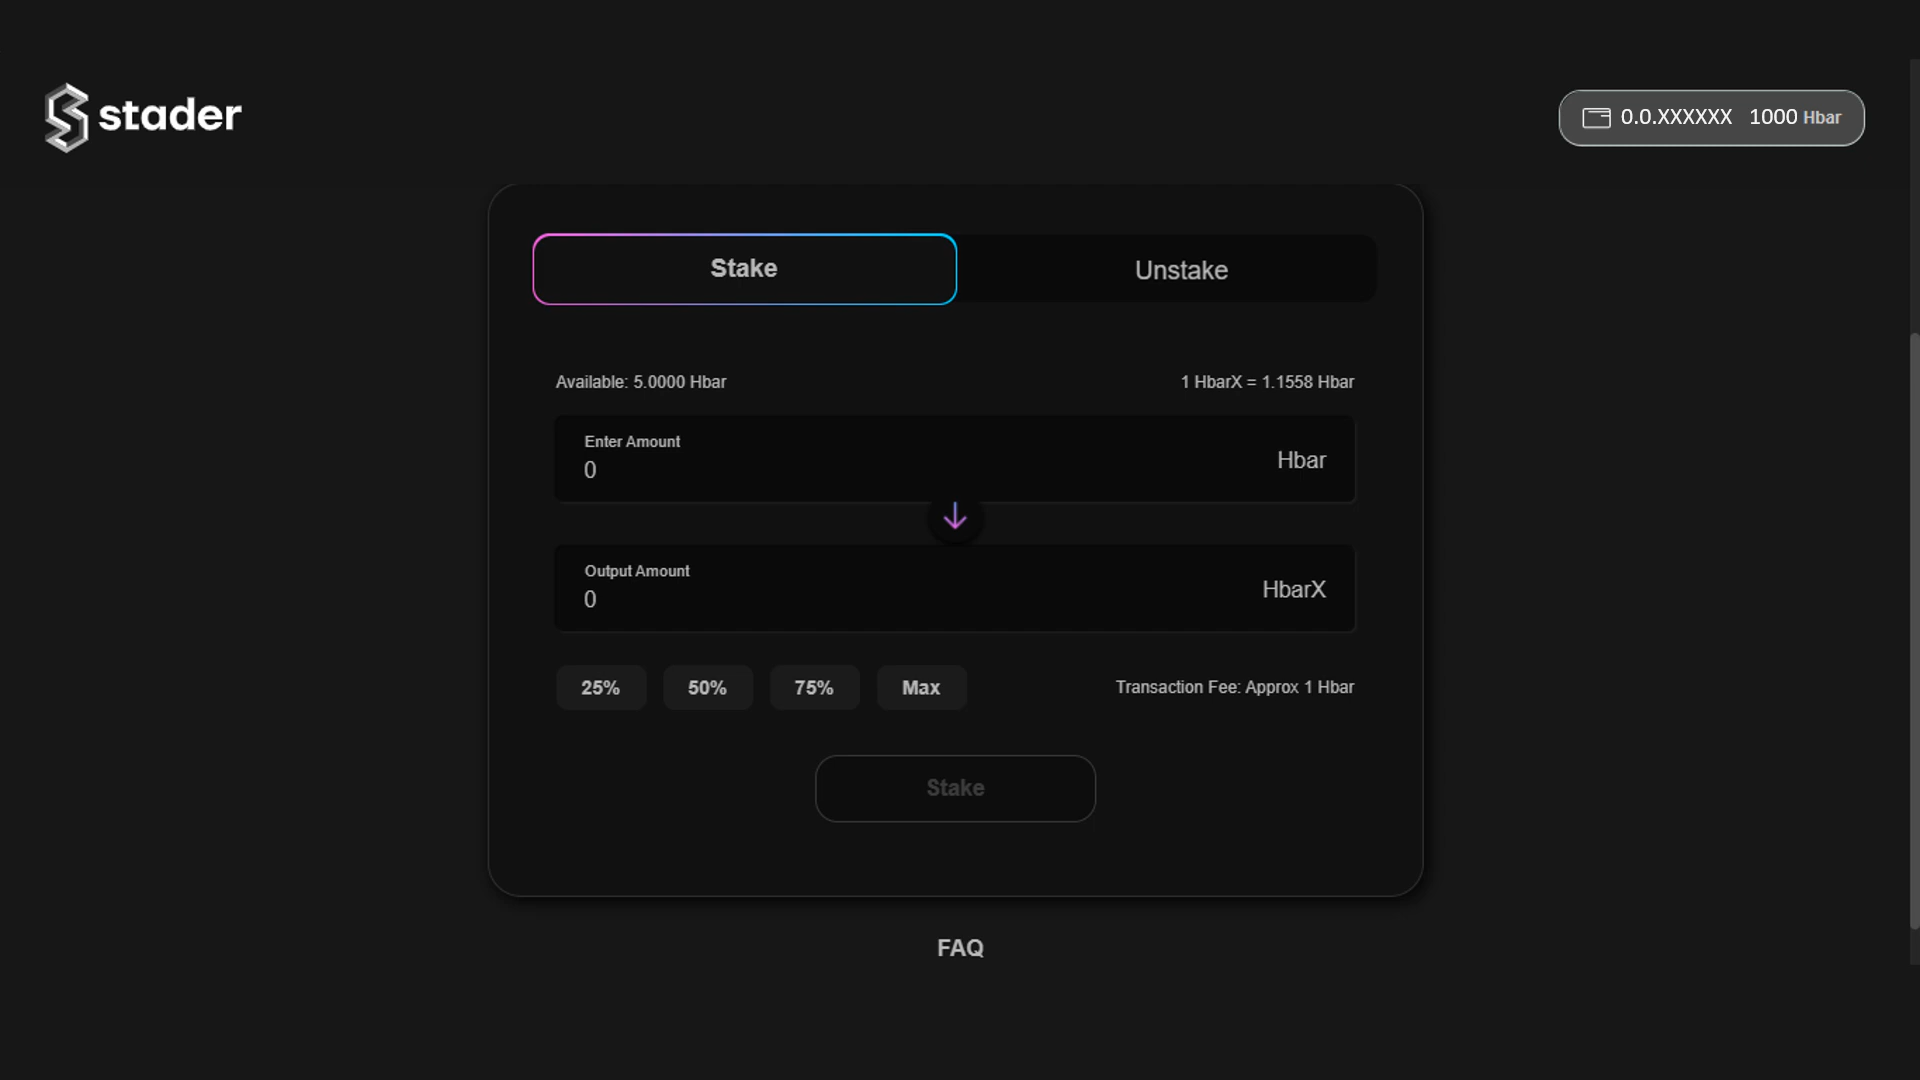 stader
0.0.XXXXXX 1000 Hbar
Stake
Unstake
Available: 5.0000 Hbar
1 HbarX = 1.1558 Hbar
Enter Amount
0
Hbar
Output Amount
0
HbarX
25%
50%
75%
Max
Transaction Fee: Approx 1 Hbar
Stake
FAQ